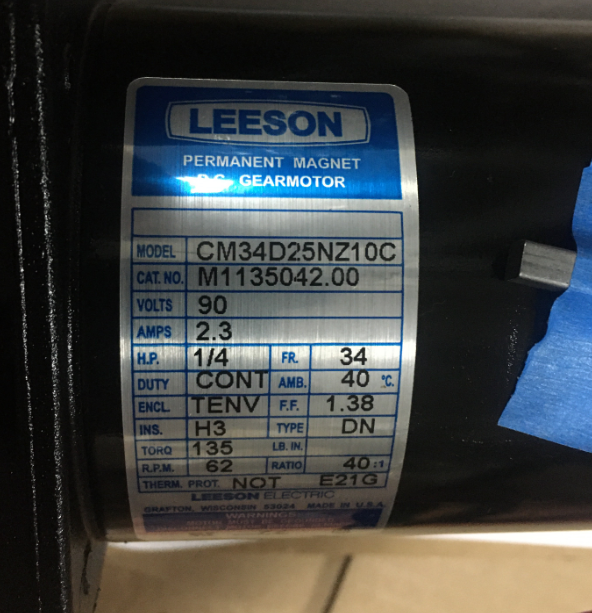 LEESON
PERMANENT MAGNET
D.C. GEARMOTOR
MODEL CM34D25NZ10C
CAT. NO. M1135042.00
VOLTS 90
AMPS 2.3
H.P. 1/4 FR. 34
DUTY CONT AMB. 40 °C.
ENCL. TENV F.F. 1.38
INS. H3 TYPE DN
TORQ 135 LB. IN.
R.P.M. 62 RATIO 40 :1
THERM. PROT. NOT E21G
LEESON ELECTRIC
GRAFTON, WISCONSIN 53024 MADE IN U.S.A.
WARNING